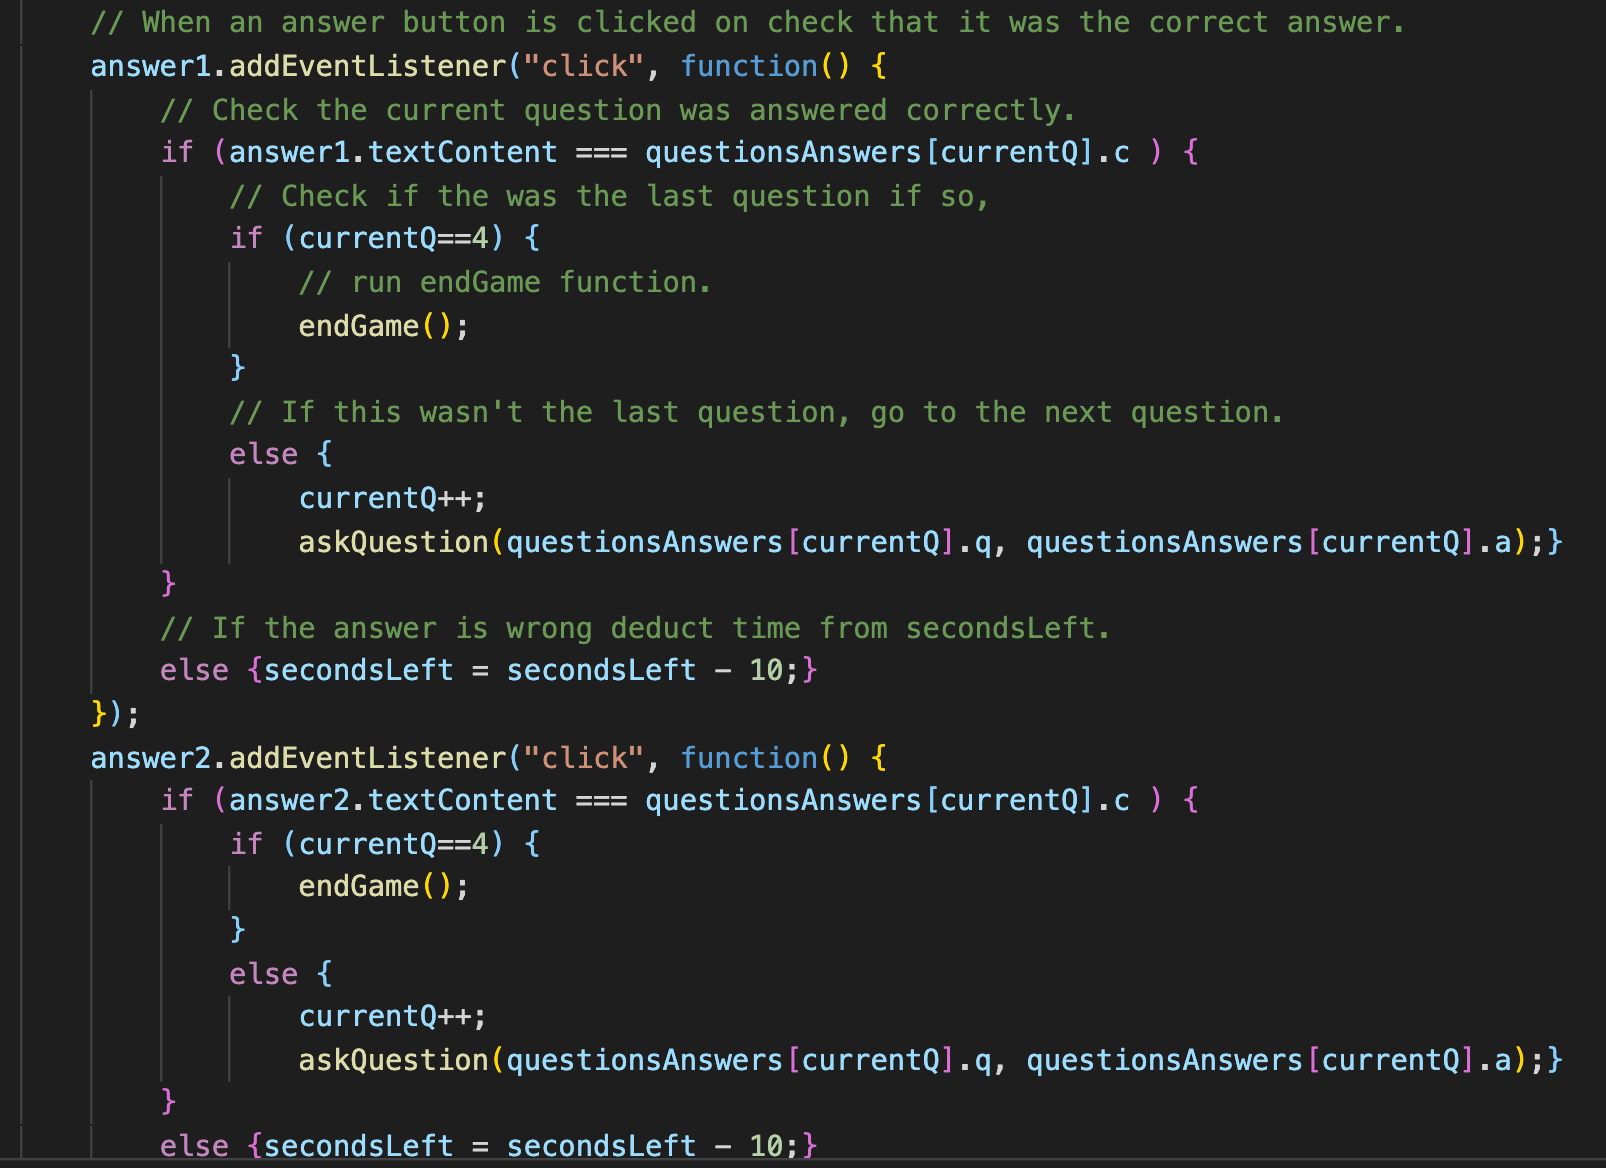 // When an answer button is clicked on check that it was the correct answer.
answer1.addEventListener("click", function() {
// Check the current question was answered correctly.
if (answer1.textContent === questionsAnswers[currentQ].c ) {
// Check if the was the last question if so,
if (currentQ==4) {
// run endGame function.
endGame();
}
// If this wasn't the last question, go to the next question.
else {
currentQ++;
askQuestion(questionsAnswers[currentQ].q, questionsAnswers[currentQ].a);}
}
// If the answer is wrong deduct time from secondsLeft.
else {secondsLeft = secondsLeft - 10;}
});
answer2.addEventListener("click", function() {
if (answer2.textContent === questionsAnswers[currentQ].c ) {
if (currentQ==4) {
endGame();
}
else {
currentQ++;
askQuestion(questionsAnswers[currentQ].q, questionsAnswers[currentQ].a);}
}
else {secondsLeft = secondsLeft - 10;}